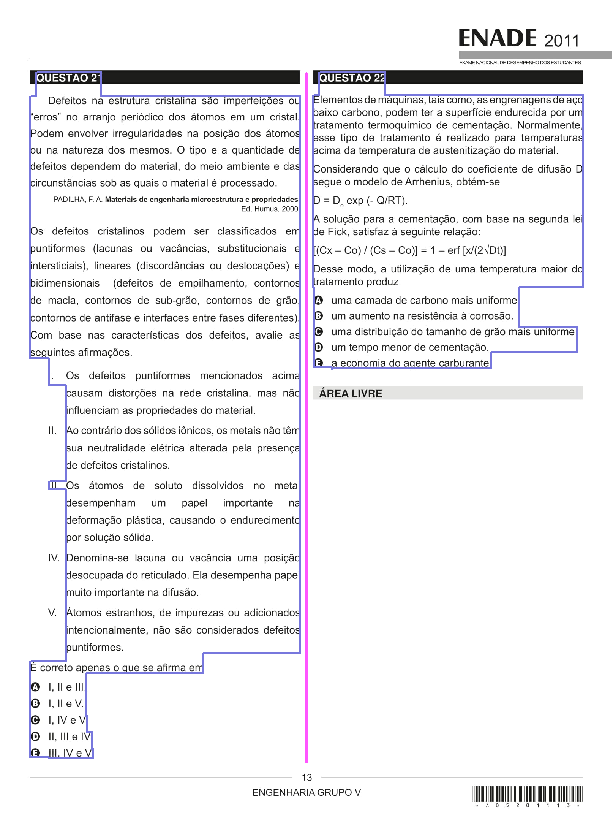 ENADE 2011
EXAME NACIONAL DE DESEMPENHO DOS ESTUDANTES
QUESTÃO 21
Defeitos na estrutura cristalina são imperfeições ou
"erros" no arranjo periódico dos átomos em um cristal.
Podem envolver irregularidades na posição dos átomos
ou na natureza dos mesmos. O tipo e a quantidade de
defeitos dependem do material, do meio ambiente e das
circunstâncias sob as quais o material é processado.
PADILHA, F. A. Materiais de engenharia microestrutura e propriedades.
Ed. Humus, 2000.
Os defeitos cristalinos podem ser classificados em
puntiformes (lacunas ou vacâncias, substitucionais e
intersticiais), lineares (discordâncias ou deslocações) e
bidimensionais (defeitos de empilhamento, contornos
de macla, contornos de sub-grão, contornos de grão,
contornos de antifase e interfaces entre fases diferentes).
Com base nas características dos defeitos, avalie as
seguintes afirmações.
I. Os defeitos puntiformes mencionados acima
causam distorções na rede cristalina, mas não
influenciam as propriedades do material.
II. Ao contrário dos sólidos iônicos, os metais não têm
sua neutralidade elétrica alterada pela presença
de defeitos cristalinos.
III. Os átomos de soluto dissolvidos no metal
desempenham um papel importante na
deformação plástica, causando o endurecimento
por solução sólida.
IV. Denomina-se lacuna ou vacância uma posição
desocupada do reticulado. Ela desempenha papel
muito importante na difusão.
V. Átomos estranhos, de impurezas ou adicionados
intencionalmente, não são considerados defeitos
puntiformes.
É correto apenas o que se afirma em
A I, II e III.
B I, II e V.
C I, IV e V.
D II, III e IV.
E III, IV e V.
QUESTÃO 22
Elementos de máquinas, tais como, as engrenagens de aço
baixo carbono, podem ter a superfície endurecida por um
tratamento termoquímico de cementação. Normalmente,
esse tipo de tratamento é realizado para temperaturas
acima da temperatura de austenitização do material.
Considerando que o cálculo do coeficiente de difusão D
segue o modelo de Arrhenius, obtém-se
D = D₀ exp (- Q/RT).
A solução para a cementação, com base na segunda lei
de Fick, satisfaz à seguinte relação:
[(Cx – Co) / (Cs – Co)] = 1 – erf [x/(2√Dt)]
Desse modo, a utilização de uma temperatura maior do
tratamento produz
A uma camada de carbono mais uniforme.
B um aumento na resistência à corrosão.
C uma distribuição do tamanho de grão mais uniforme.
D um tempo menor de cementação.
E a economia do agente carburante.
ÁREA LIVRE
13
ENGENHARIA GRUPO V